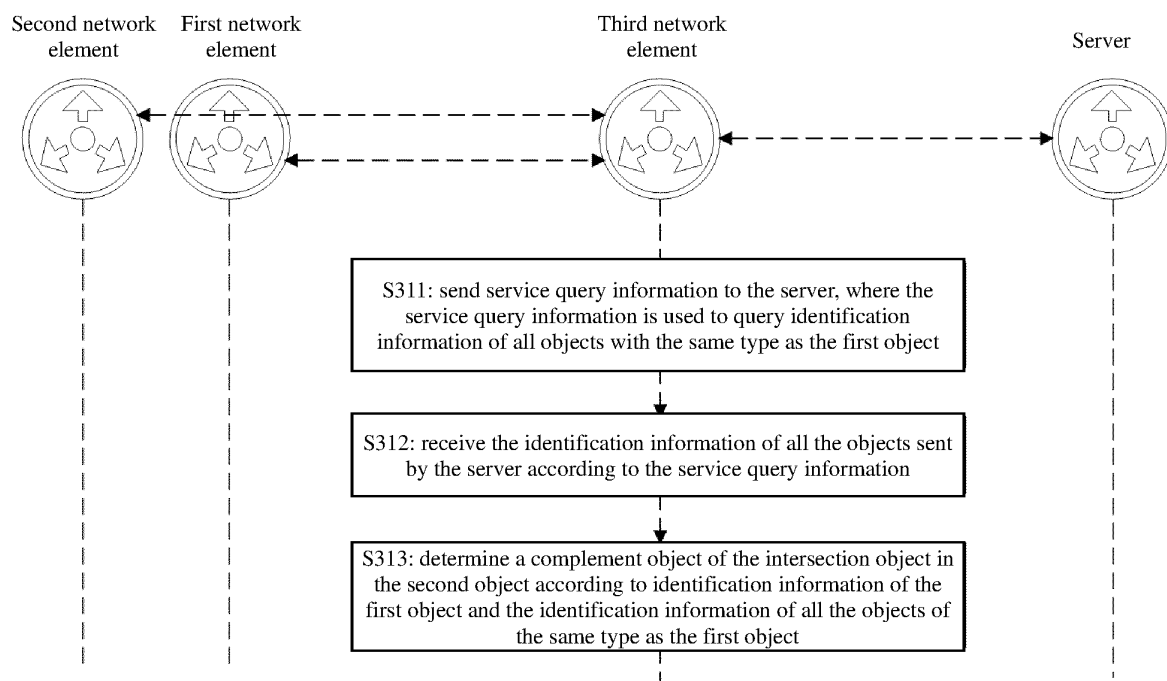 Second network
element
First network
element
Third network
element
Server
S311: send service query information to the server, where the
service query information is used to query identification
information of all objects with the same type as the first object
S312: receive the identification information of all the objects sent
by the server according to the service query information
S313: determine a complement object of the intersection object in
the second object according to identification information of the
first object and the identification information of all the objects of
the same type as the first object